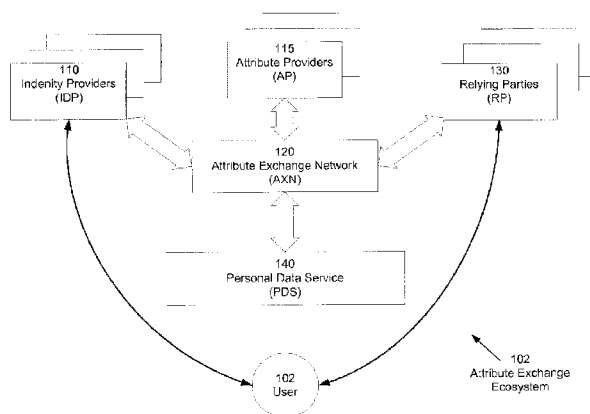 110
Indenity Providers
(IDP)
115
Attribute Providers
(AP)
130
Relying Parties
(RP)
120
Attribute Exchange Network
(AXN)
140
Personal Data Service
(PDS)
102
User
102
Attribute Exchange
Ecosystem